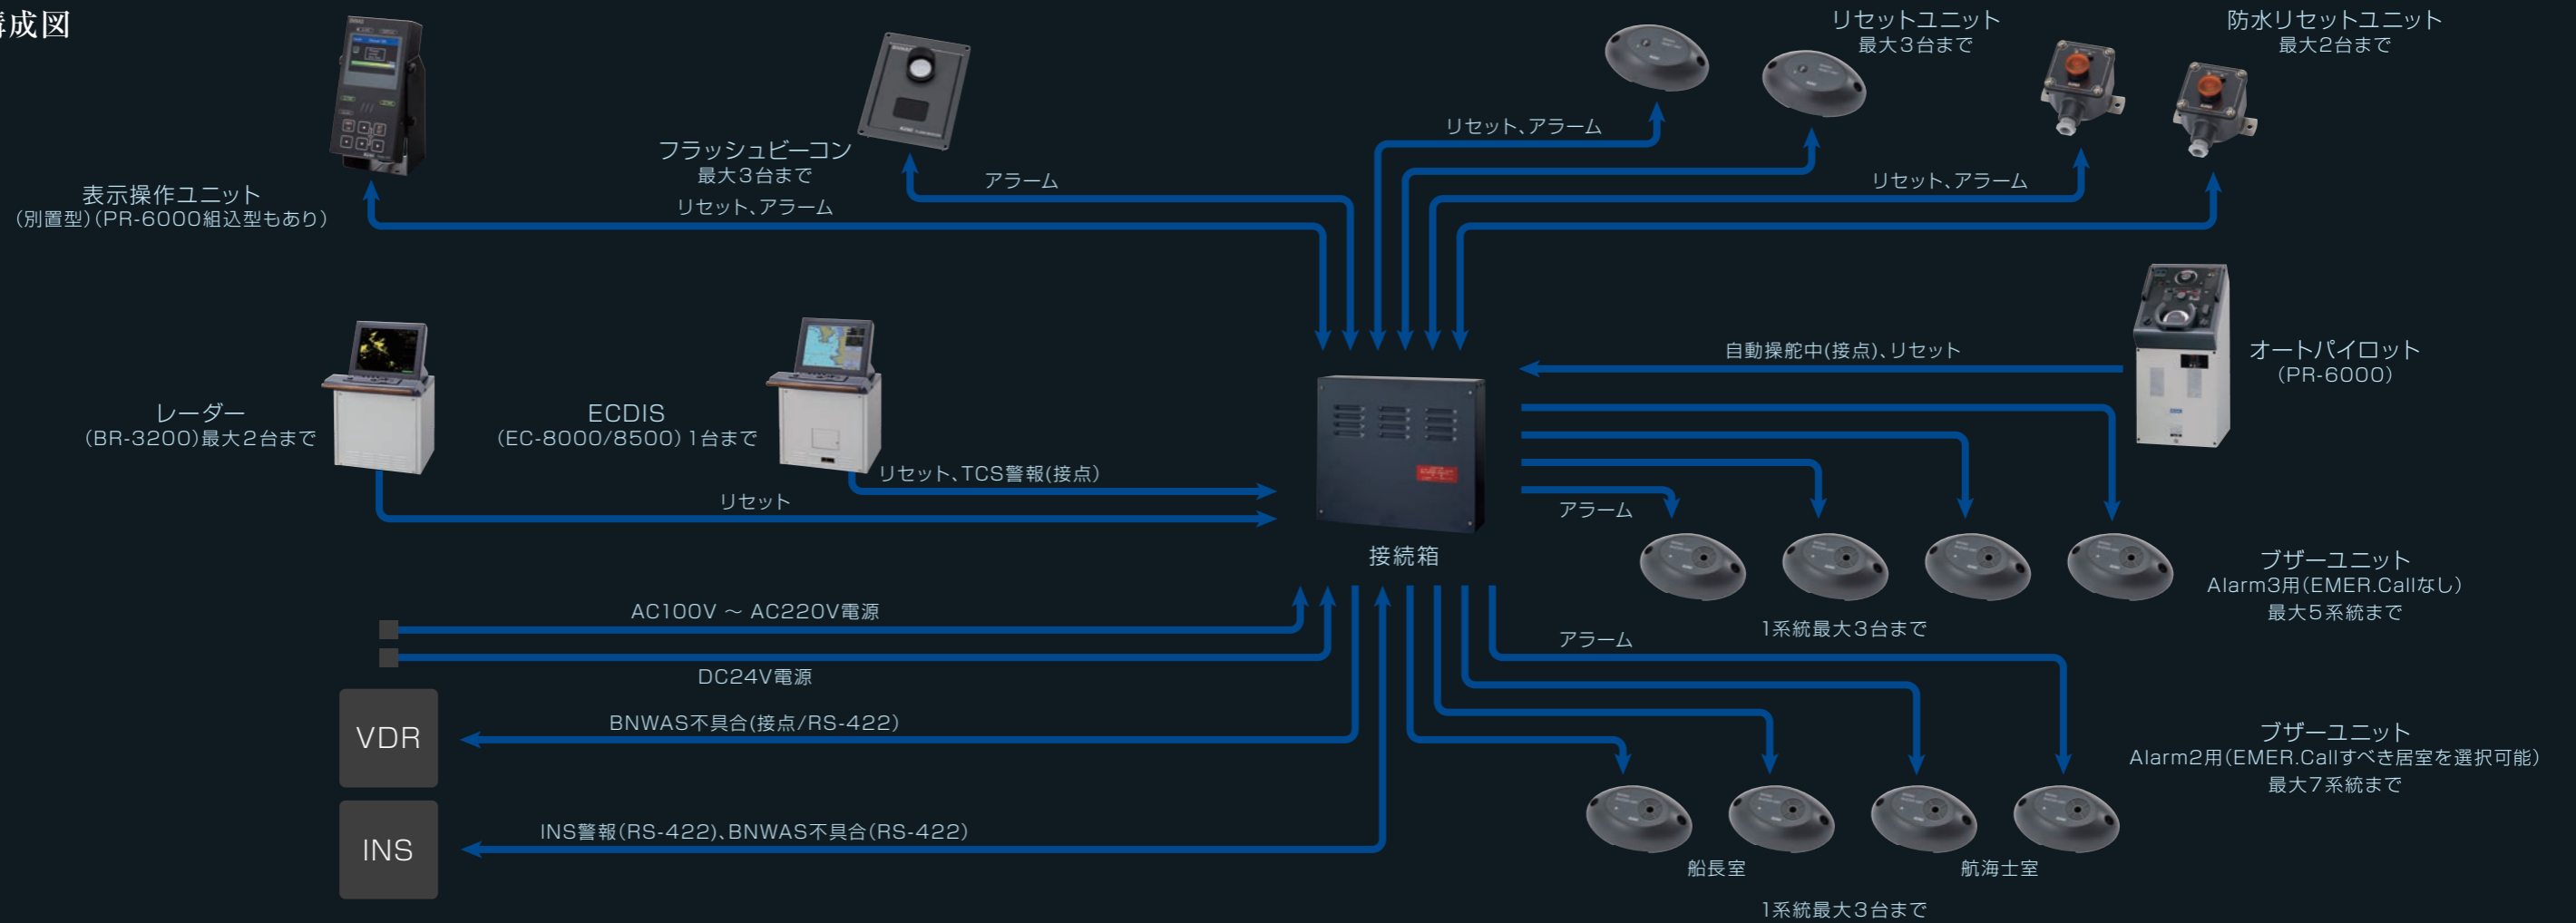 構成図
リセットユニット
最大3台まで
防水リセットユニット
最大2台まで
リセット、アラーム
フラッシュビーコン
最大3台まで
アラーム
リセット、アラーム
表示操作ユニット
(別置型)(PR-6000組込型もあり)
リセット、アラーム
自動操舵中(接点)、リセット
オートパイロット
(PR-6000)
レーダー
(BR-3200)最大2台まで
ECDIS
(EC-8000/8500)1台まで
リセット、TCS警報(接点)
リセット
アラーム
接続箱
ブザーユニット
Alarm3用(EMER.Callなし)
最大5系統まで
1系統最大3台まで
AC100V ～ AC220V電源
DC24V電源
アラーム
VDR
BNWAS不具合(接点/RS-422)
ブザーユニット
Alarm2用(EMER.Callすべき居室を選択可能)
最大7系統まで
INS
INS警報(RS-422)、BNWAS不具合(RS-422)
船長室
航海士室
1系統最大3台まで